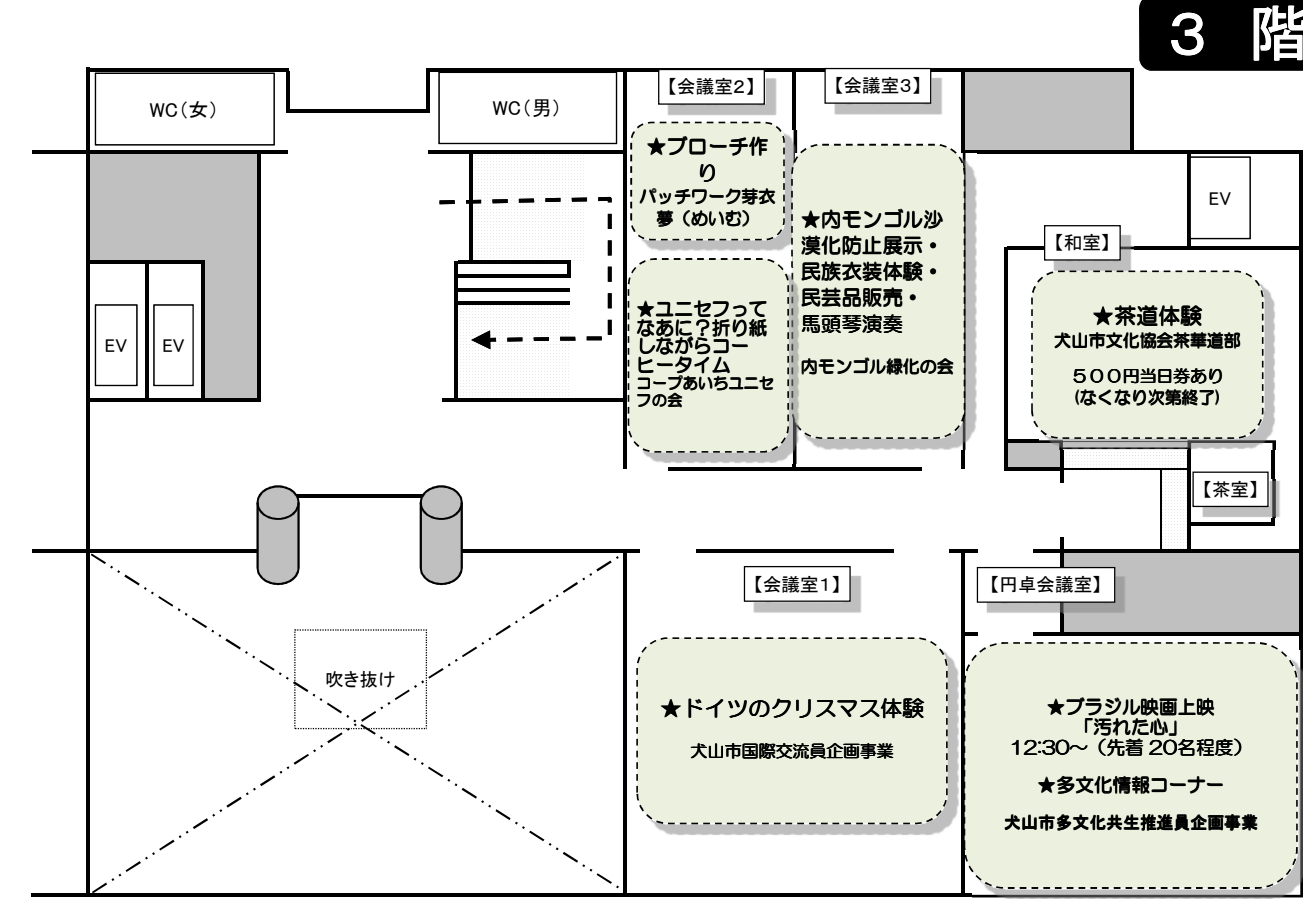 3 階
WC(女)
WC(男)
【会議室2】
【会議室3】
★ブローチ作
り
パッチワーク芽衣
夢（めいむ）
★内モンゴル沙
漠化防止展示・
民族衣装体験・
民芸品販売・
馬頭琴演奏
内モンゴル緑化の会
EV
【和室】
★茶道体験
犬山市文化協会茶華道部
５００円当日券あり
(なくなり次第終了)
★ユニセフって
なあに？折り紙
しながらコー
ヒータイム
コープあいちユニセ
フの会
EV
EV
【茶室】
【会議室1】
【円卓会議室】
吹き抜け
★ドイツのクリスマス体験
犬山市国際交流員企画事業
★ブラジル映画上映
「汚れた心」
12:30～（先着 20名程度）
★多文化情報コーナー
犬山市多文化共生推進員企画事業